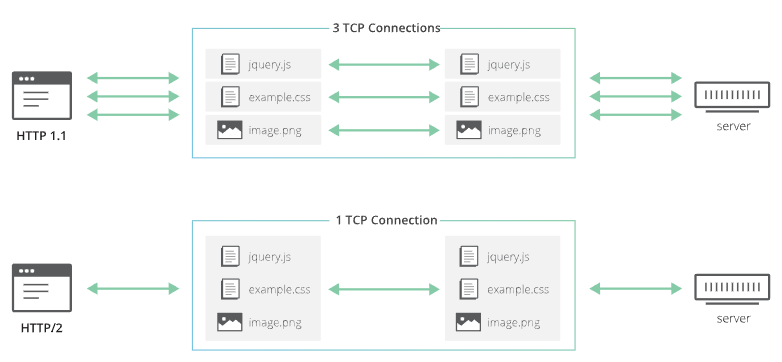 3 TCP Connections
jquery.js jquery.js
example.css example.css
image.png image.png
HTTP 1.1
server
1 TCP Connection
jquery.js jquery.js
example.css example.css
image.png image.png
HTTP/2
server